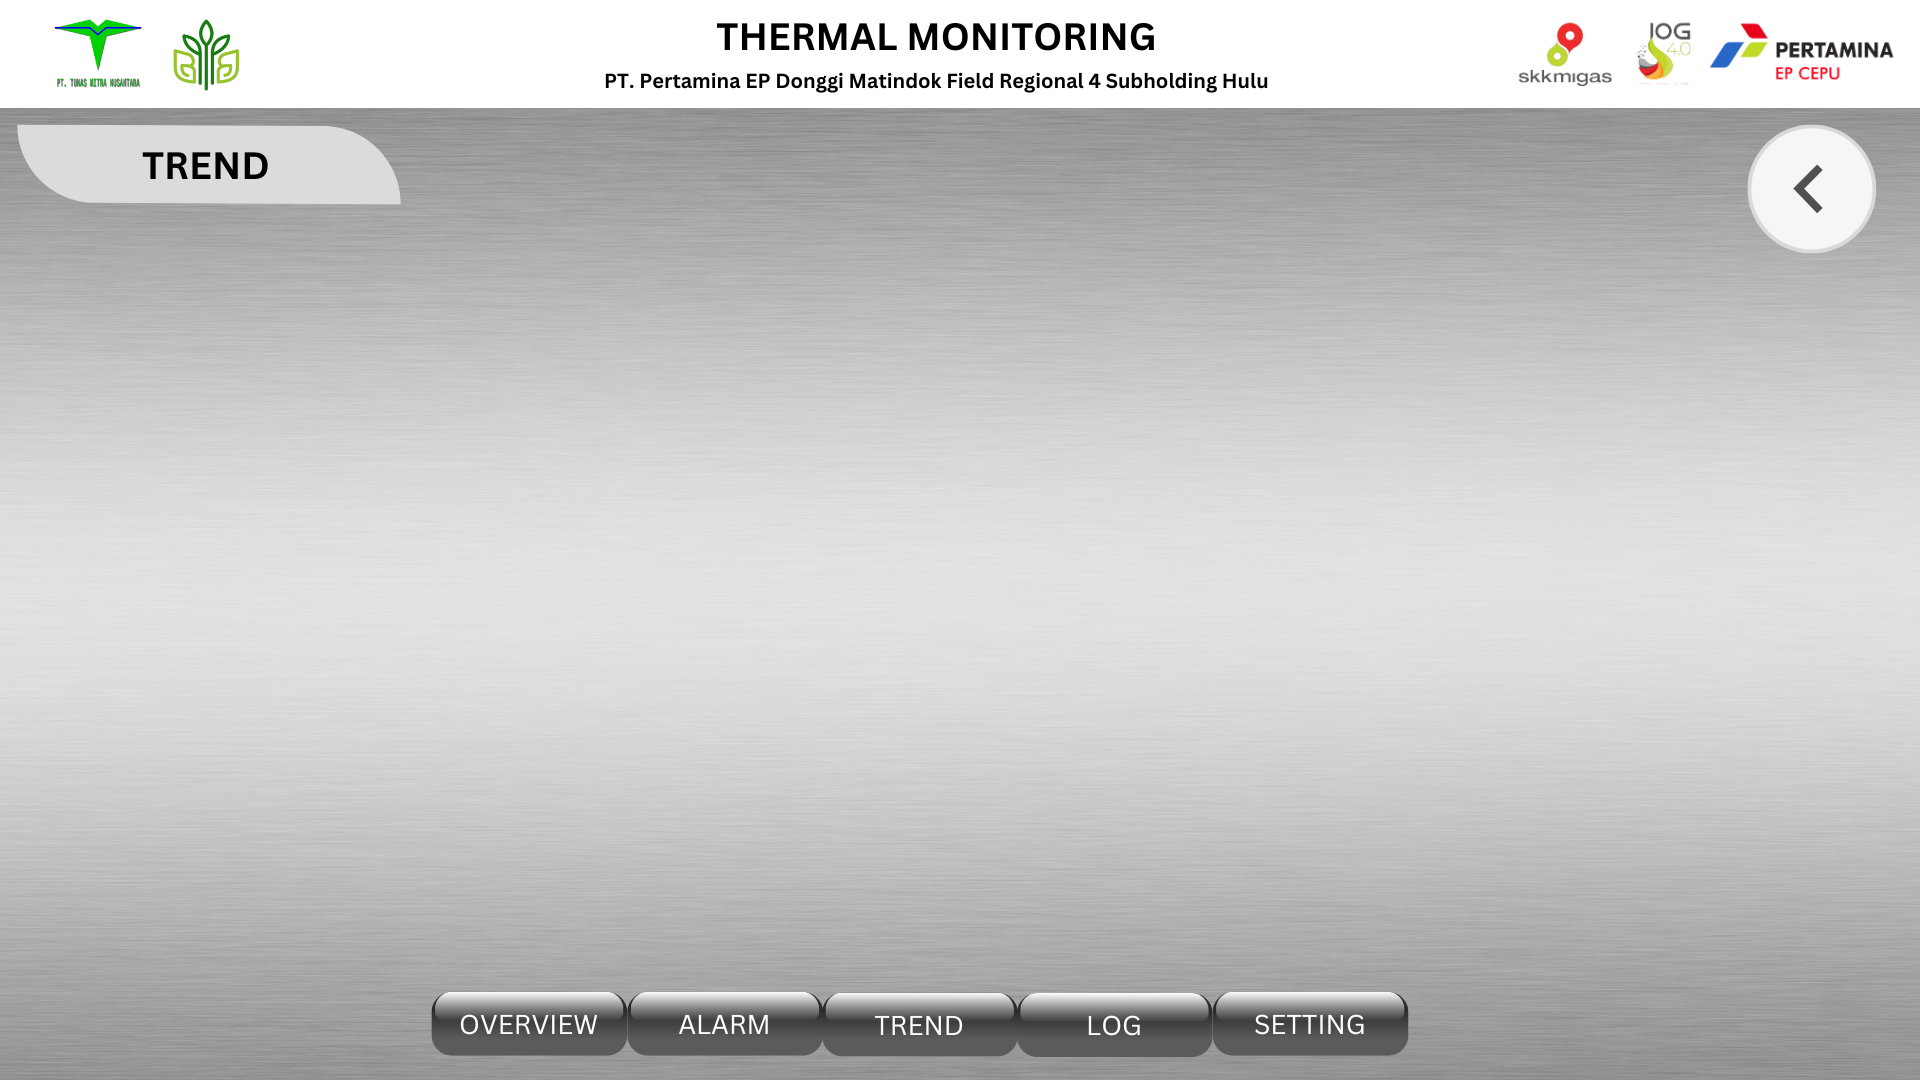 THERMAL MONITORING
PT. Pertamina EP Donggi Matindok Field Regional 4 Subholding Hulu
PT. TUNAS MITRA NUSANTARA
skkmigas
IOG
4.0
PERTAMINA
EP CEPU
TREND
OVERVIEW
ALARM
TREND
LOG
SETTING